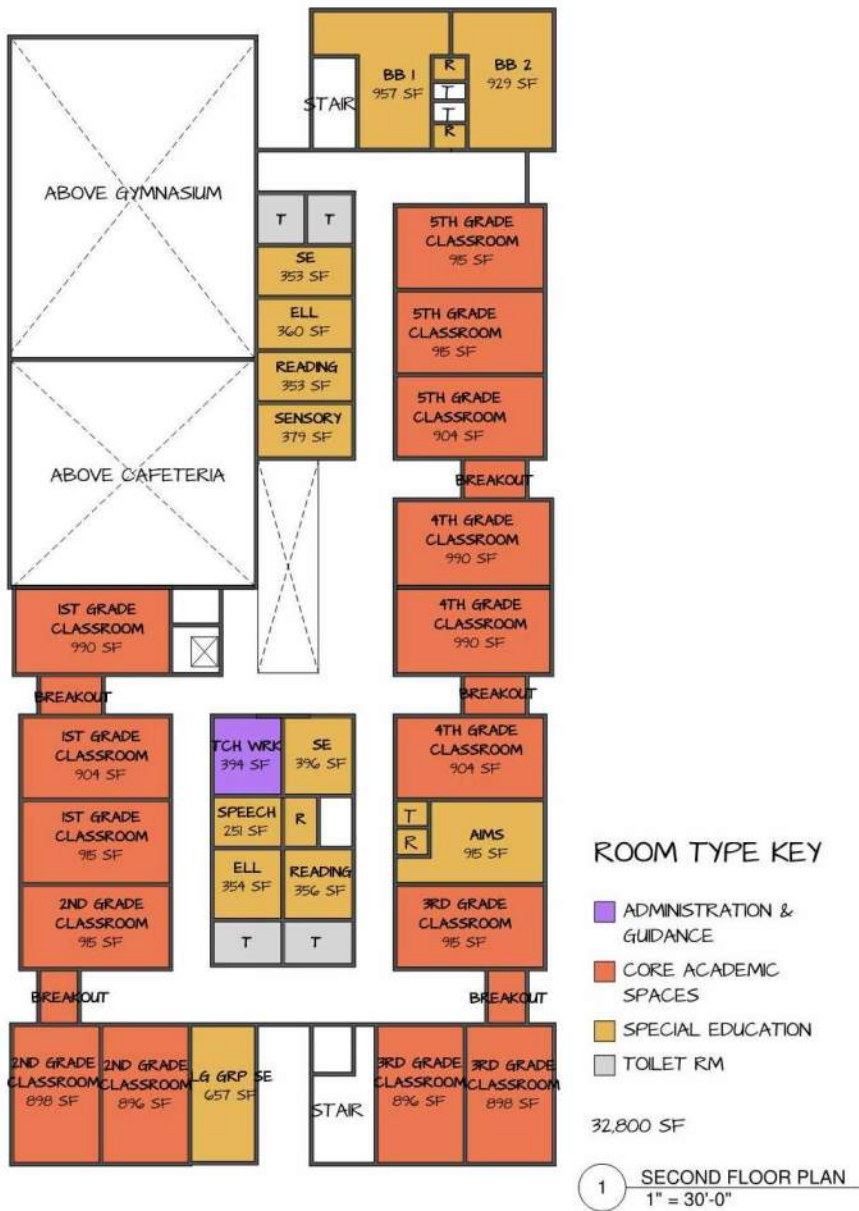 BB 1
957 SF
R
T
T
R
BB 2
929 SF
STAIR
ABOVE GYMNASIUM
T
T
SE
353 SF
ELL
360 SF
READING
353 SF
SENSORY
379 SF
5TH GRADE
CLASSROOM
915 SF
5TH GRADE
CLASSROOM
915 SF
5TH GRADE
CLASSROOM
904 SF
BREAKOUT
ABOVE CAFETERIA
4TH GRADE
CLASSROOM
990 SF
4TH GRADE
CLASSROOM
990 SF
BREAKOUT
1ST GRADE
CLASSROOM
990 SF
BREAKOUT
1ST GRADE
CLASSROOM
904 SF
1ST GRADE
CLASSROOM
915 SF
2ND GRADE
CLASSROOM
915 SF
BREAKOUT
TCH WRK
394 SF
SE
396 SF
SPEECH
251 SF
R
ELL
354 SF
READING
356 SF
T
T
4TH GRADE
CLASSROOM
904 SF
T
R
AIMS
915 SF
3RD GRADE
CLASSROOM
915 SF
BREAKOUT
2ND GRADE
CLASSROOM
898 SF
2ND GRADE
CLASSROOM
896 SF
LG GRP SE
657 SF
STAIR
3RD GRADE
CLASSROOM
896 SF
3RD GRADE
CLASSROOM
898 SF
ROOM TYPE KEY
ADMINISTRATION &
GUIDANCE
CORE ACADEMIC
SPACES
SPECIAL EDUCATION
TOILET RM
32,800 SF
1
SECOND FLOOR PLAN
1" = 30'-0"